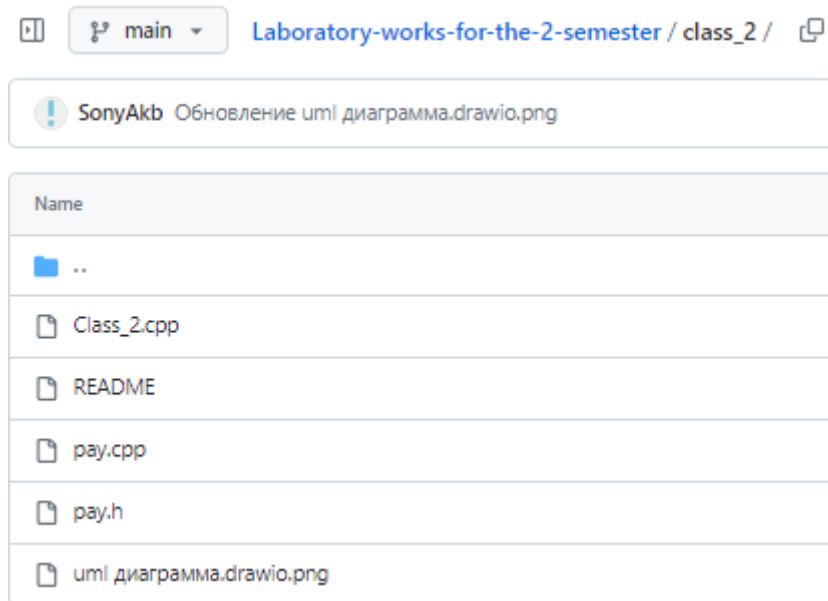 main Laboratory-works-for-the-2-semester / class_2 /
SonyAkb Обновление uml диаграмма.drawio.png
Name
..
Class_2.cpp
README
pay.cpp
pay.h
uml диаграмма.drawio.png